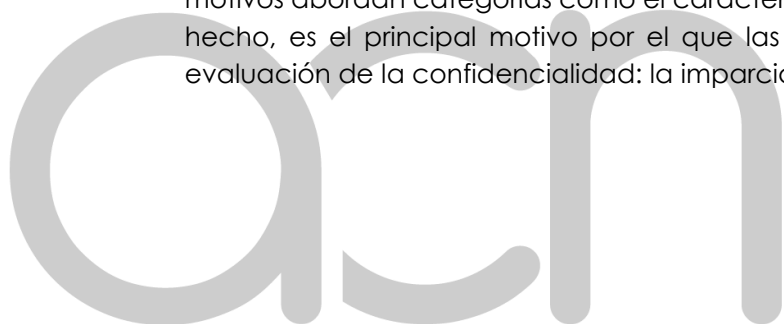 motivos abordan categorías como el carácter
hecho, es el principal motivo por el que las
evaluación de la confidencialidad: la imparci
acn